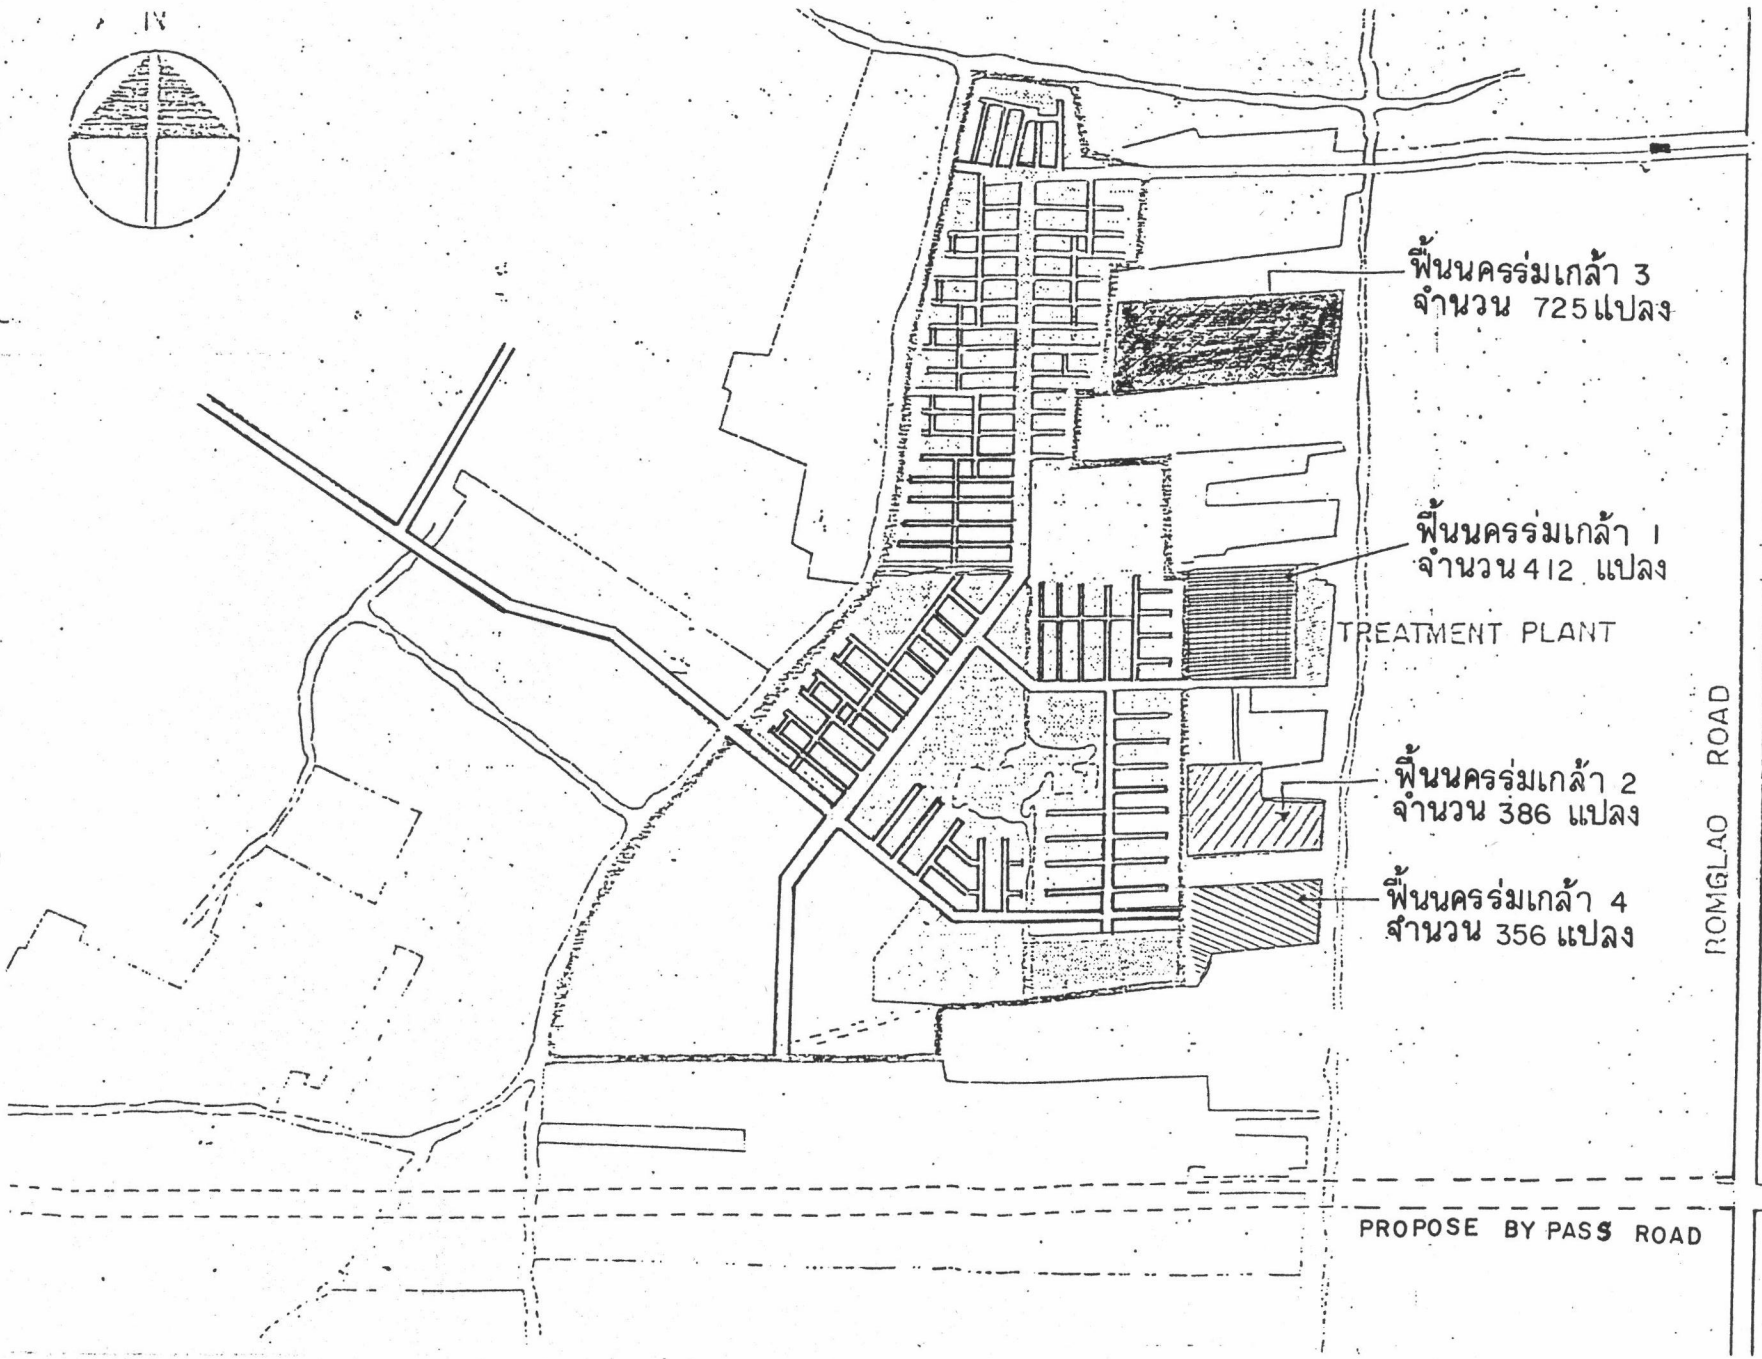 N
ฟื้นนครร่มเกล้า 3
จำนวน 725 แปลง
ฟื้นนครร่มเกล้า 1
จำนวน 412 แปลง
TREATMENT PLANT
ฟื้นนครร่มเกล้า 2
จำนวน 386 แปลง
ฟื้นนครร่มเกล้า 4
จำนวน 356 แปลง
ROMGLAO ROAD
PROPOSE BY PASS ROAD